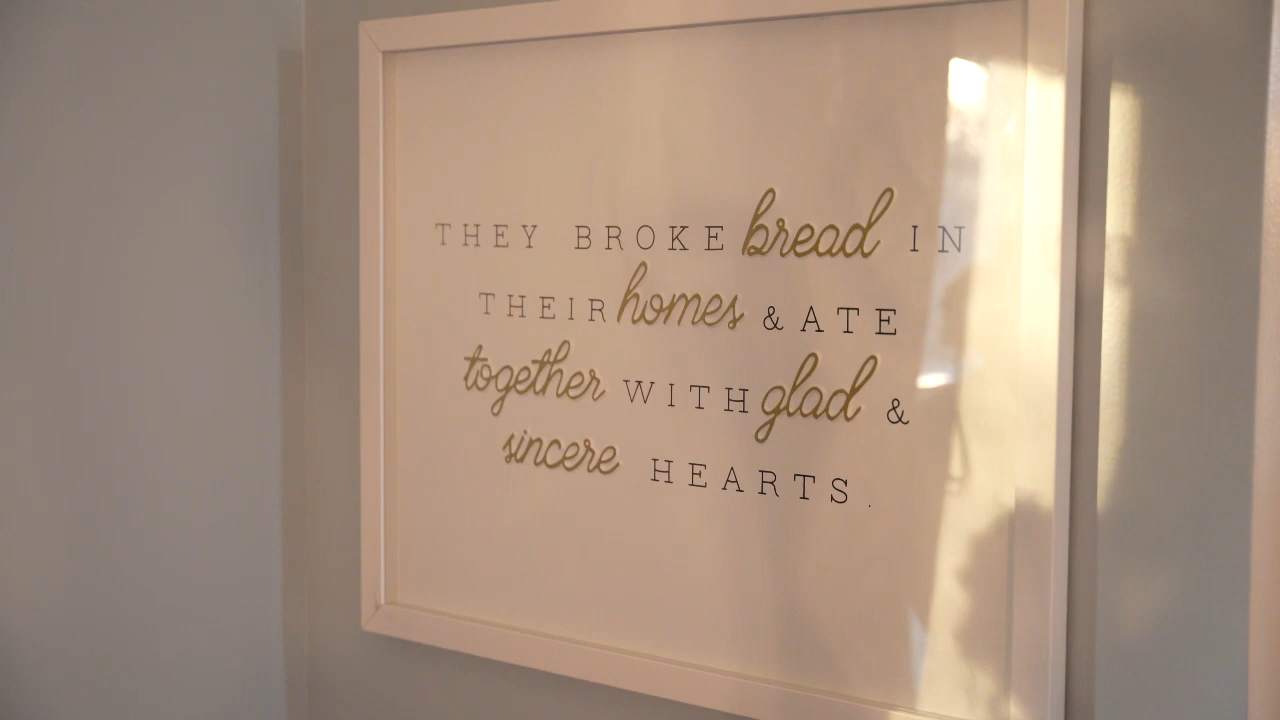 THEY BROKE bread IN
THEIR homes & ATE
together WITH glad &
sincere HEARTS.